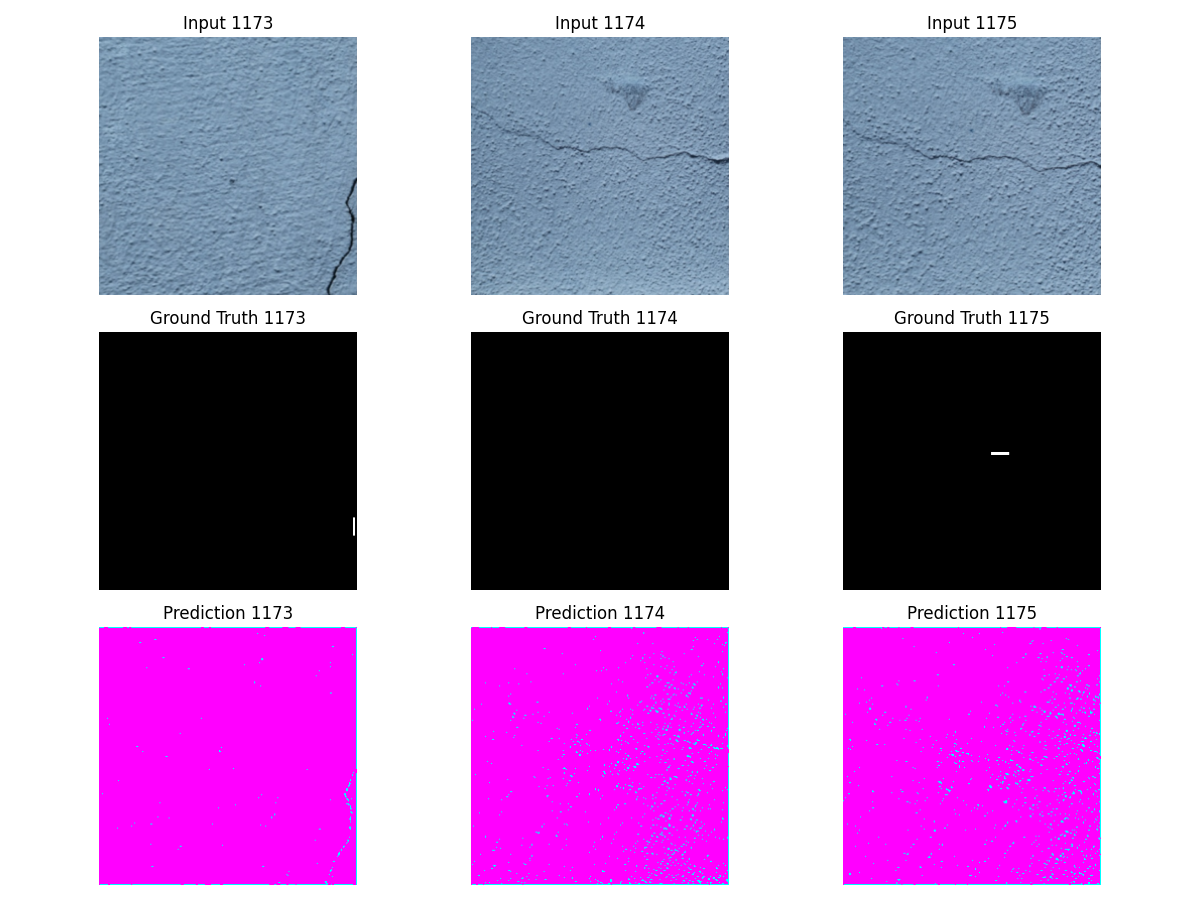 Input 1173
Input 1174
Input 1175
Ground Truth 1173
Ground Truth 1174
Ground Truth 1175
Prediction 1173
Prediction 1174
Prediction 1175